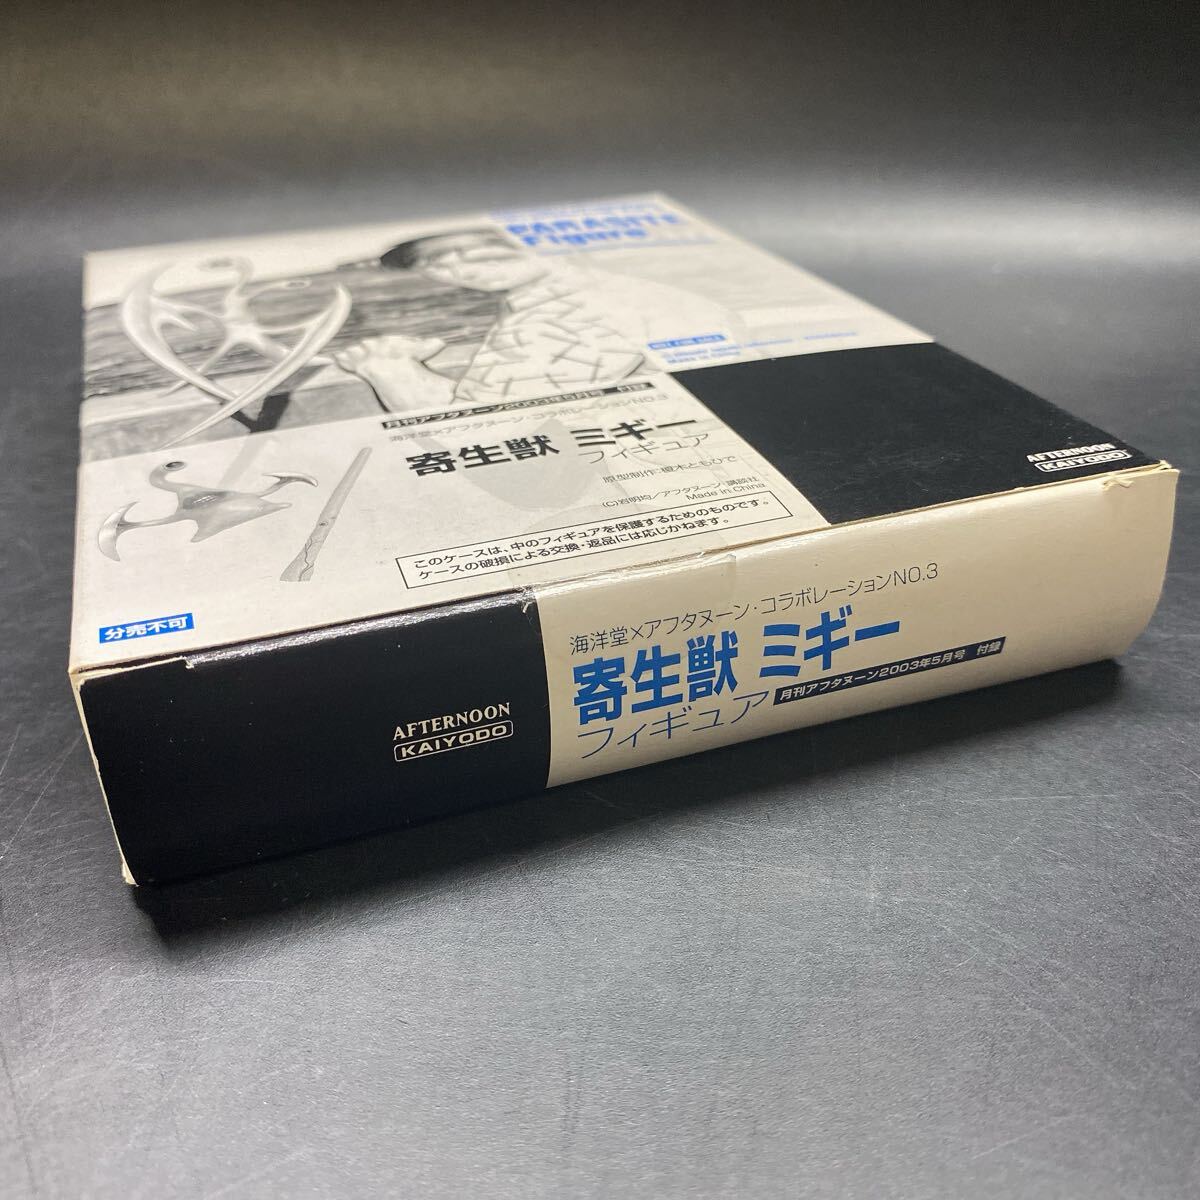 PARASITE
Figure
NOT FOR SALE
MADE IN CHINA
月刊アフタヌーン2003年5月号 付録
海洋堂×アフタヌーン・コラボレーションNO.3
寄生獣 ミギー
フィギュア
原型制作：榎木ともひで
(C)岩明均／アフタヌーン・講談社
Made in China
このケースは、中のフィギュアを保護するためのものです。
ケースの破損による交換・返品には応じかねます。
分売不可
AFTERNOON
KAIYODO
AFTERNOON
KAIYODO
海洋堂×アフタヌーン・コラボレーションNO.3
寄生獣 ミギー
フィギュア
月刊アフタヌーン2003年5月号 付録